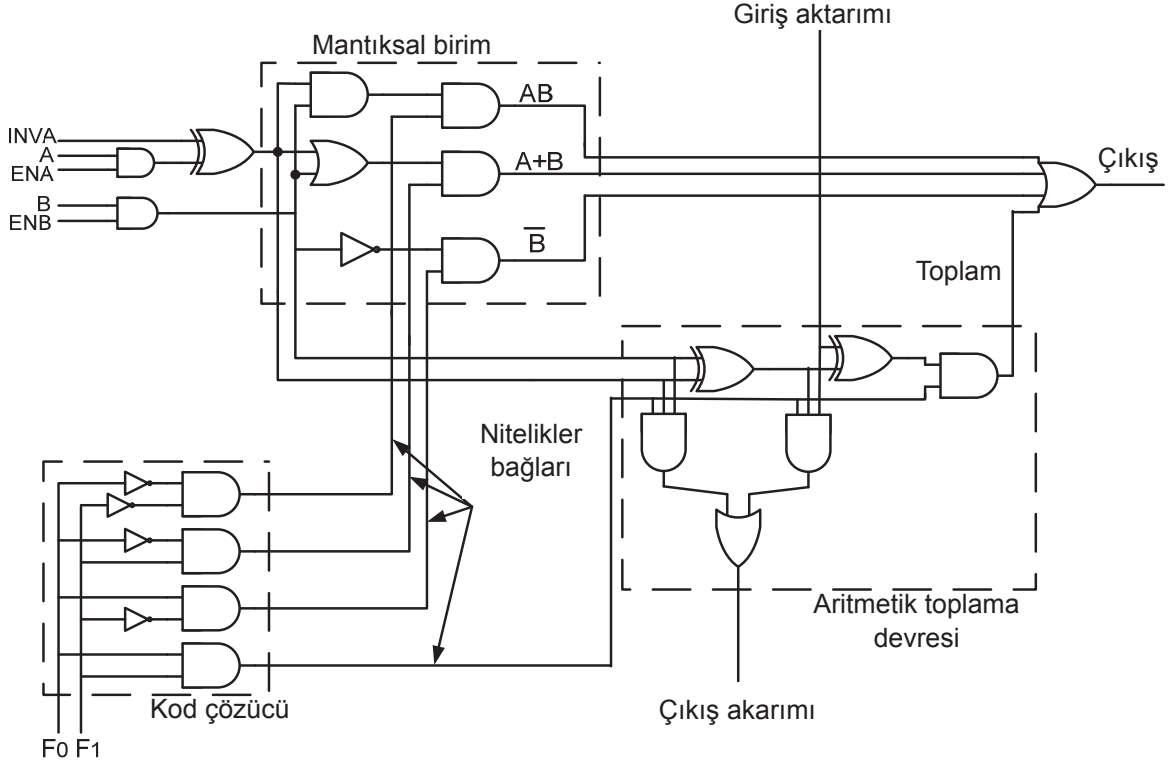 Giriş aktarımı
Mantıksal birim
AB
INVA
A
ENA
A+B
Çıkış
B
ENB
B̅
Toplam
Nitelikler
bağları
Aritmetik toplama
devresi
Kod çözücü
Çıkış akarımı
F0 F1